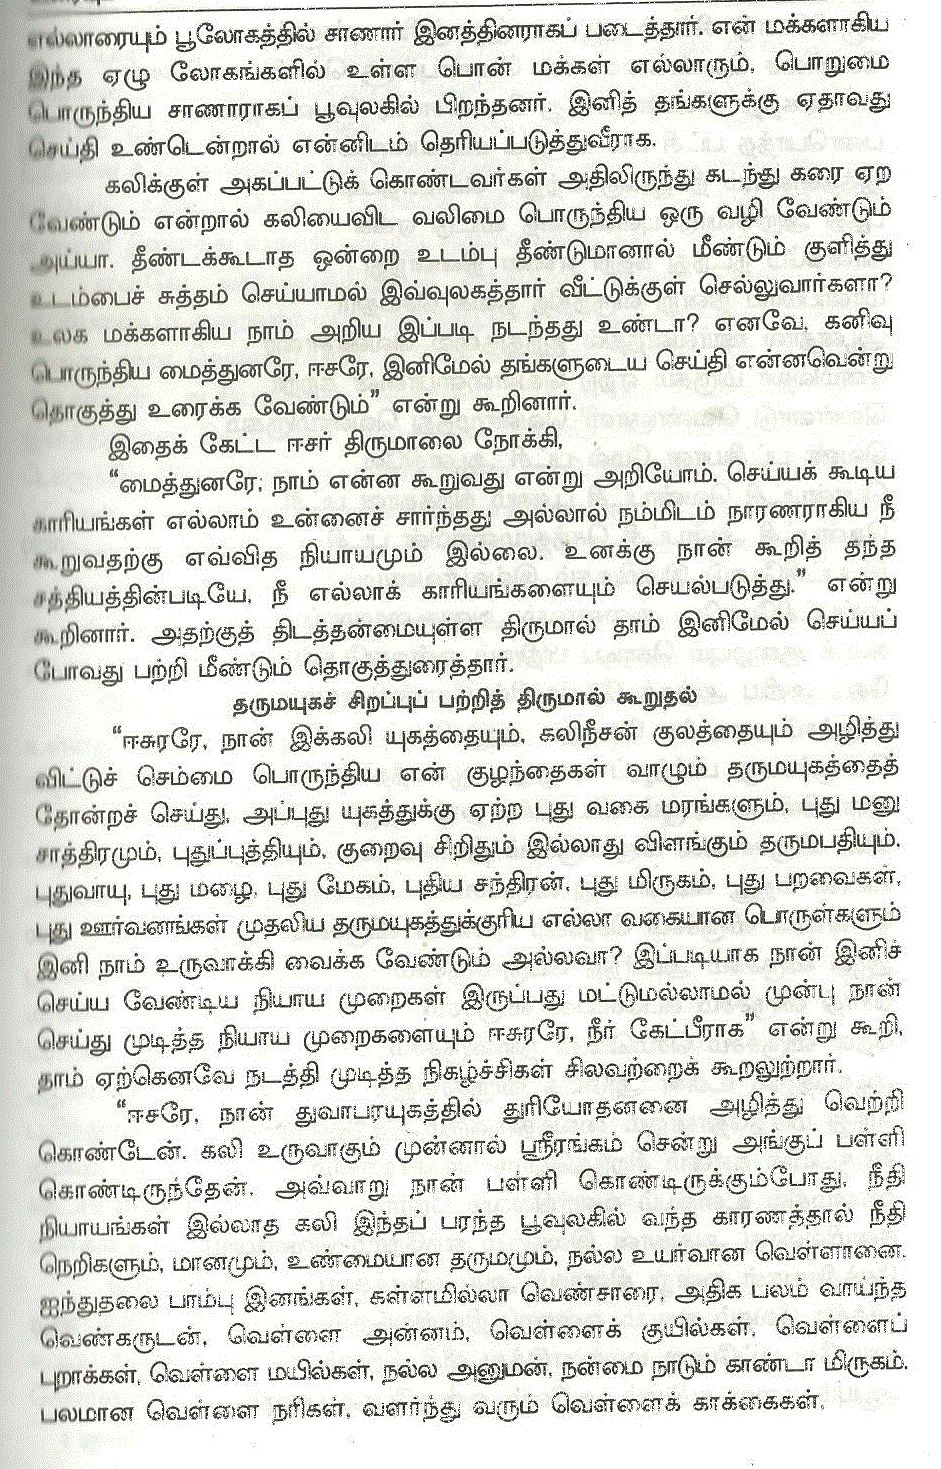 எல்லாரையும் பூலோகத்தில் சாணார் இனத்தினராகப் படைத்தார். என் மக்களாகிய
இந்த ஏழு லோகங்களில் உள்ள பொன் மக்கள் எல்லாரும், பொறுமை
பொருந்திய சாணாராகப் பூவுலகில் பிறந்தனர். இனித் தங்களுக்கு ஏதாவது
செய்தி உண்டென்றால் என்னிடம் தெரியப்படுத்துவீராக.
கலிக்குள் அகப்பட்டுக் கொண்டவர்கள் அதிலிருந்து கடந்து கரை ஏற
வேண்டும் என்றால் கலியைவிட வலிமை பொருந்திய ஒரு வழி வேண்டும்
அய்யா. தீண்டக்கூடாத ஒன்றை உடம்பு தீண்டுமானால் மீண்டும் குளித்து
உடம்பைச் சுத்தம் செய்யாமல் இவ்வுலகத்தார் வீட்டுக்குள் செல்லுவார்களா?
உலக மக்களாகிய நாம் அறிய இப்படி நடந்தது உண்டா? எனவே, கனிவு
பொருந்திய மைத்துனரே, ஈசரே, இனிமேல் தங்களுடைய செய்தி என்னவென்று
தொகுத்து உரைக்க வேண்டும்” என்று கூறினார்.
இதைக் கேட்ட ஈசர் திருமாலை நோக்கி,
“மைத்துனரே; நாம் என்ன கூறுவது என்று அறியோம். செய்யக் கூடிய
காரியங்கள் எல்லாம் உன்னைச் சார்ந்தது அல்லால் நம்மிடம் நாரணராகிய நீ
கூறுவதற்கு எவ்வித நியாயமும் இல்லை. உனக்கு நான் கூறித் தந்த
சத்தியத்தின்படியே, நீ எல்லாக் காரியங்களையும் செயல்படுத்து.” என்று
கூறினார். அதற்குத் திடத்தன்மையுள்ள திருமால் தாம் இனிமேல் செய்யப்
போவது பற்றி மீண்டும் தொகுத்துரைத்தார்.
தருமயுகச் சிறப்புப் பற்றித் திருமால் கூறுதல்
“ஈசுரரே, நான் இக்கலி யுகத்தையும், கலிநீசன் குலத்தையும் அழித்து
விட்டுச் செம்மை பொருந்திய என் குழந்தைகள் வாழும் தருமயுகத்தைத்
தோன்றச் செய்து, அப்புது யுகத்துக்கு ஏற்ற புது வகை மரங்களும், புது மனு
சாத்திரமும், புதுப்புத்தியும், குறைவு சிறிதும் இல்லாது விளங்கும் தருமபதியும்,
புதுவாயு, புது மழை, புது மேகம், புதிய சந்திரன், புது மிருகம், புது பறவைகள்,
புது ஊர்வனங்கள் முதலிய தருமயுகத்துக்குரிய எல்லா வகையான பொருள்களும்
இனி நாம் உருவாக்கி வைக்க வேண்டும் அல்லவா? இப்படியாக நான் இனிச்
செய்ய வேண்டிய நியாய முறைகள் இருப்பது மட்டுமல்லாமல் முன்பு நான்
செய்து முடித்த நியாய முறைகளையும் ஈசுரரே, நீர் கேட்பீராக” என்று கூறி,
தாம் ஏற்கெனவே நடத்தி முடித்த நிகழ்ச்சிகள் சிலவற்றைக் கூறலுற்றார்.
“ஈசரே, நான் துவாபரயுகத்தில் துரியோதனனை அழித்து வெற்றி
கொண்டேன். கலி உருவாகும் முன்னால் ஸ்ரீரங்கம் சென்று அங்குப் பள்ளி
கொண்டிருந்தேன். அவ்வாறு நான் பள்ளி கொண்டிருக்கும்போது, நீதி
நியாயங்கள் இல்லாத கலி இந்தப் பரந்த பூவுலகில் வந்த காரணத்தால் நீதி
நெறிகளும், மானமும், உண்மையான தருமமும், நல்ல உயர்வான வெள்ளானை,
ஐந்துதலை பாம்பு இனங்கள், கள்ளமில்லா வெண்சாரை, அதிக பலம் வாய்ந்த
வெண்கருடன், வெள்ளை அன்னம், வெள்ளைக் குயில்கள், வெள்ளைப்
புறாக்கள், வெள்ளை மயில்கள், நல்ல அனுமன், நன்மை நாடும் காண்டா மிருகம்,
பலமான வெள்ளை நரிகள், வளர்ந்து வரும் வெள்ளைக் காக்கைகள்,